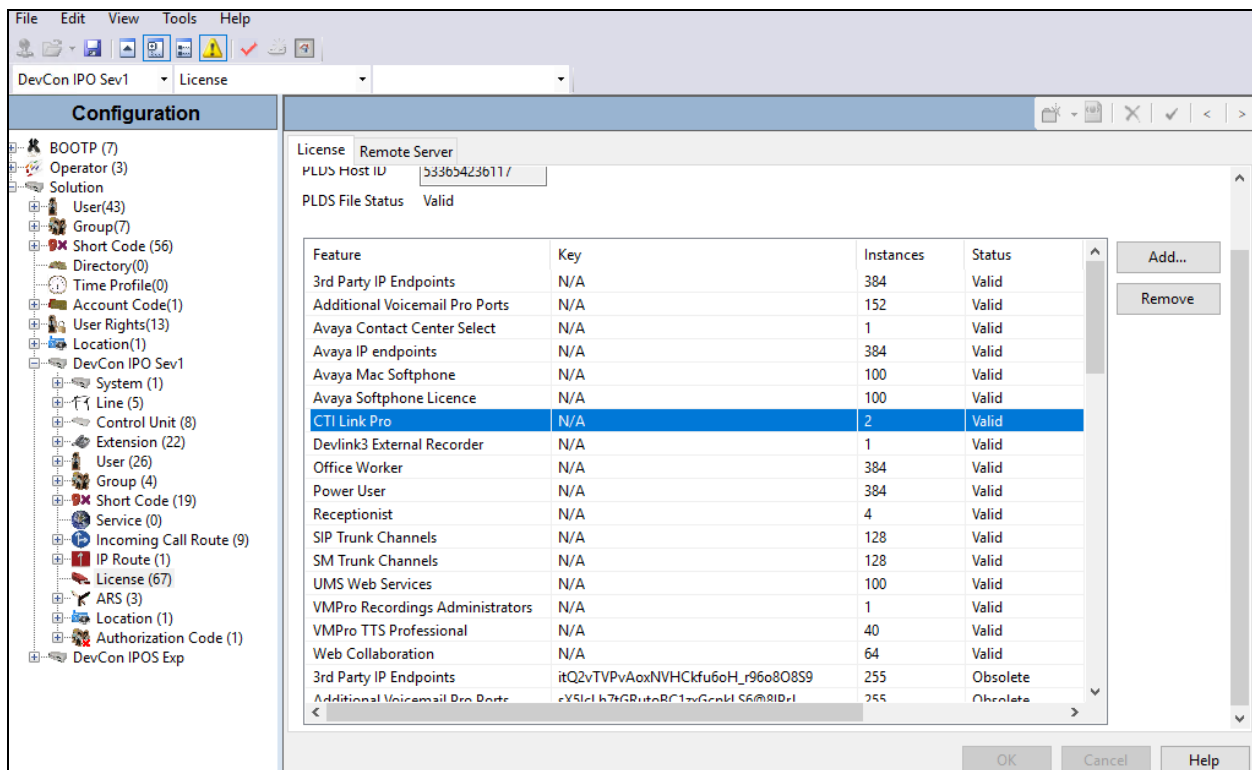 File Edit View Tools Help
DevCon IPO Sev1 License
Configuration
BOOTP (7)
Operator (3)
Solution
User(43)
Group(7)
Short Code (56)
Directory(0)
Time Profile(0)
Account Code(1)
User Rights(13)
Location(1)
DevCon IPO Sev1
System (1)
Line (5)
Control Unit (8)
Extension (22)
User (26)
Group (4)
Short Code (19)
Service (0)
Incoming Call Route (9)
IP Route (1)
License (67)
ARS (3)
Location (1)
Authorization Code (1)
DevCon IPOS Exp
License Remote Server
PLDS Host ID 533654236117
PLDS File Status Valid
Feature Key Instances Status
3rd Party IP Endpoints N/A 384 Valid
Additional Voicemail Pro Ports N/A 152 Valid
Avaya Contact Center Select N/A 1 Valid
Avaya IP endpoints N/A 384 Valid
Avaya Mac Softphone N/A 100 Valid
Avaya Softphone Licence N/A 100 Valid
CTI Link Pro N/A 2 Valid
Devlink3 External Recorder N/A 1 Valid
Office Worker N/A 384 Valid
Power User N/A 384 Valid
Receptionist N/A 4 Valid
SIP Trunk Channels N/A 128 Valid
SM Trunk Channels N/A 128 Valid
UMS Web Services N/A 100 Valid
VMPro Recordings Administrators N/A 1 Valid
VMPro TTS Professional N/A 40 Valid
Web Collaboration N/A 64 Valid
3rd Party IP Endpoints itQ2vTVPvAoxNVHCkfu6oH_r96o8O8S9 255 Obsolete
Additional Voicemail Pro Ports 255 Obsolete
Add...
Remove
OK Cancel Help